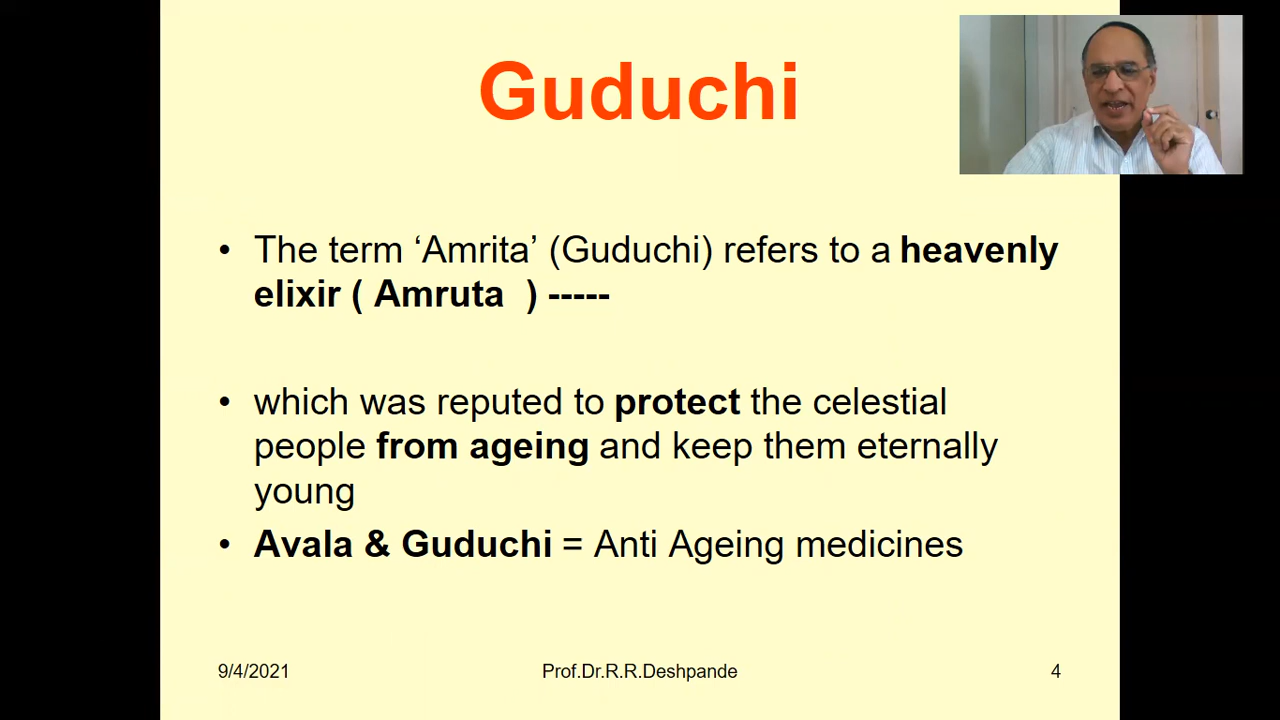 Guduchi
• The term ‘Amrita’ (Guduchi) refers to a heavenly
elixir ( Amruta ) -----
• which was reputed to protect the celestial
people from ageing and keep them eternally
young
• Avala & Guduchi = Anti Ageing medicines
9/4/2021 Prof.Dr.R.R.Deshpande 4